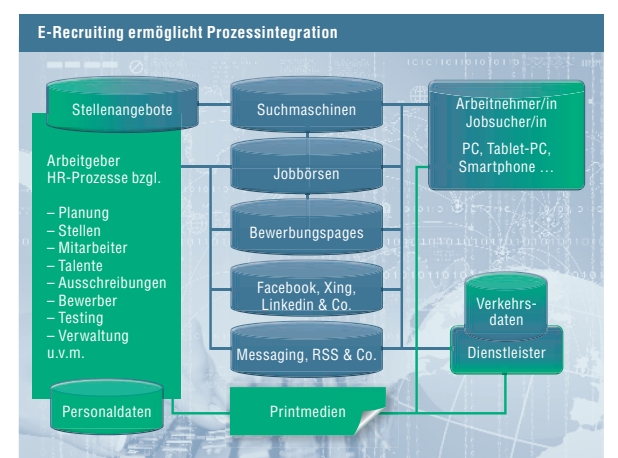 E-Recruiting ermöglicht Prozessintegration
Stellenangebote
Arbeitgeber
HR-Prozesse bzgl.
– Planung
– Stellen
– Mitarbeiter
– Talente
– Ausschreibungen
– Bewerber
– Testing
– Verwaltung
u.v.m.
Personaldaten
Suchmaschinen
Jobbörsen
Bewerbungspages
Facebook, Xing,
Linkedin & Co.
Messaging, RSS & Co.
Printmedien
Arbeitnehmer/in
Jobsucher/in
PC, Tablet-PC,
Smartphone ...
Verkehrs-
daten
Dienstleister